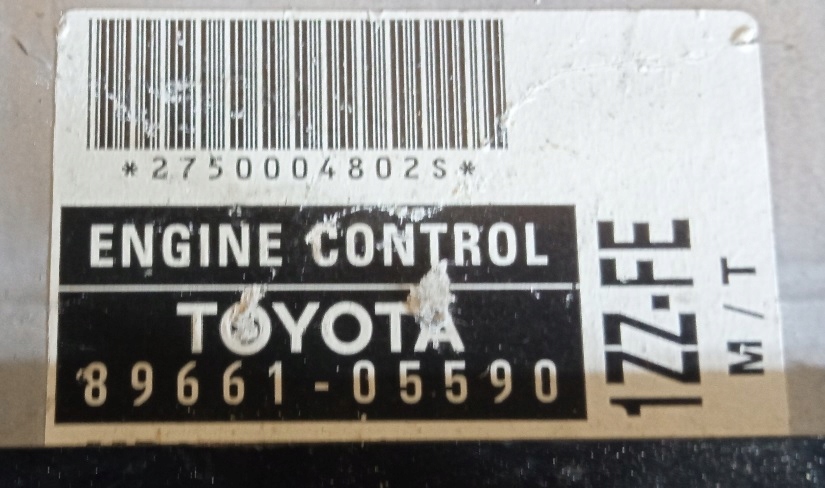 *2750004802S*
ENGINE CONTROL
TOYOTA
89661-05590
1ZZ-FE
M/T